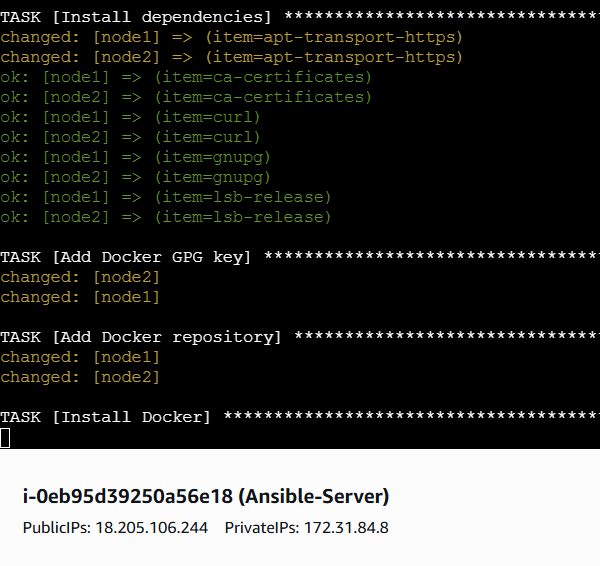 TASK [Install dependencies] *******************************
changed: [node1] => (item=apt-transport-https)
changed: [node2] => (item=apt-transport-https)
ok: [node1] => (item=ca-certificates)
ok: [node2] => (item=ca-certificates)
ok: [node1] => (item=curl)
ok: [node2] => (item=curl)
ok: [node1] => (item=gnupg)
ok: [node2] => (item=gnupg)
ok: [node1] => (item=lsb-release)
ok: [node2] => (item=lsb-release)
TASK [Add Docker GPG key] *********************************
changed: [node2]
changed: [node1]
TASK [Add Docker repository] ******************************
changed: [node1]
changed: [node2]
TASK [Install Docker] *************************************
i-0eb95d39250a56e18 (Ansible-Server)
PublicIPs: 18.205.106.244 PrivateIPs: 172.31.84.8